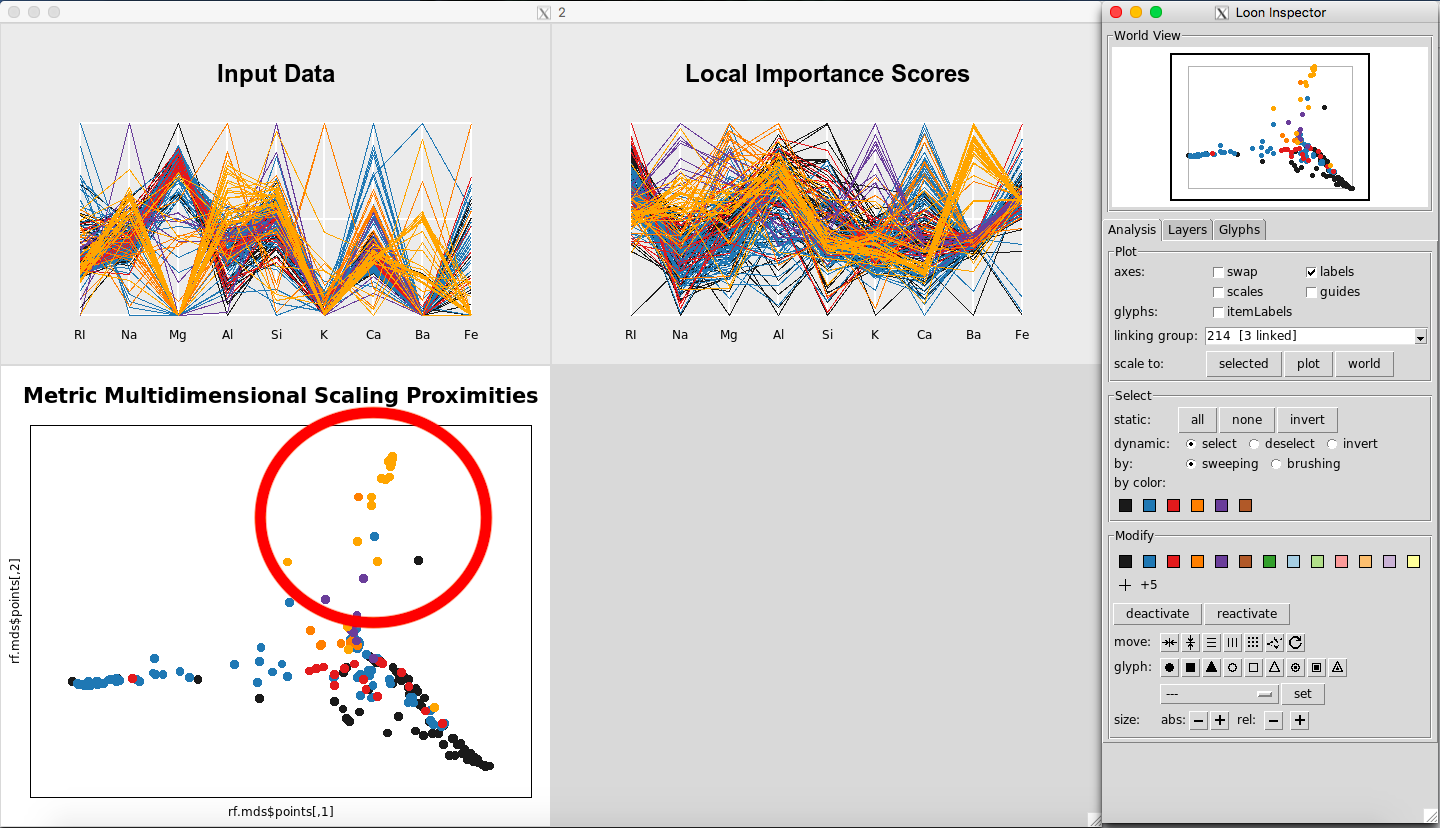 2
Loon Inspector
Input Data
Local Importance Scores
RI Na Mg Al Si K Ca Ba Fe
RI Na Mg Al Si K Ca Ba Fe
Metric Multidimensional Scaling Proximities
rf.mds$points[,2]
rf.mds$points[,1]
World View
Analysis Layers Glyphs
Plot
axes: swap labels
scales guides
glyphs: itemLabels
linking group: 214 [3 linked]
scale to: selected plot world
Select
static: all none invert
dynamic: select deselect invert
by: sweeping brushing
by color:
Modify
+5
deactivate reactivate
move:
glyph:
--- set
size: abs: − + rel: − +